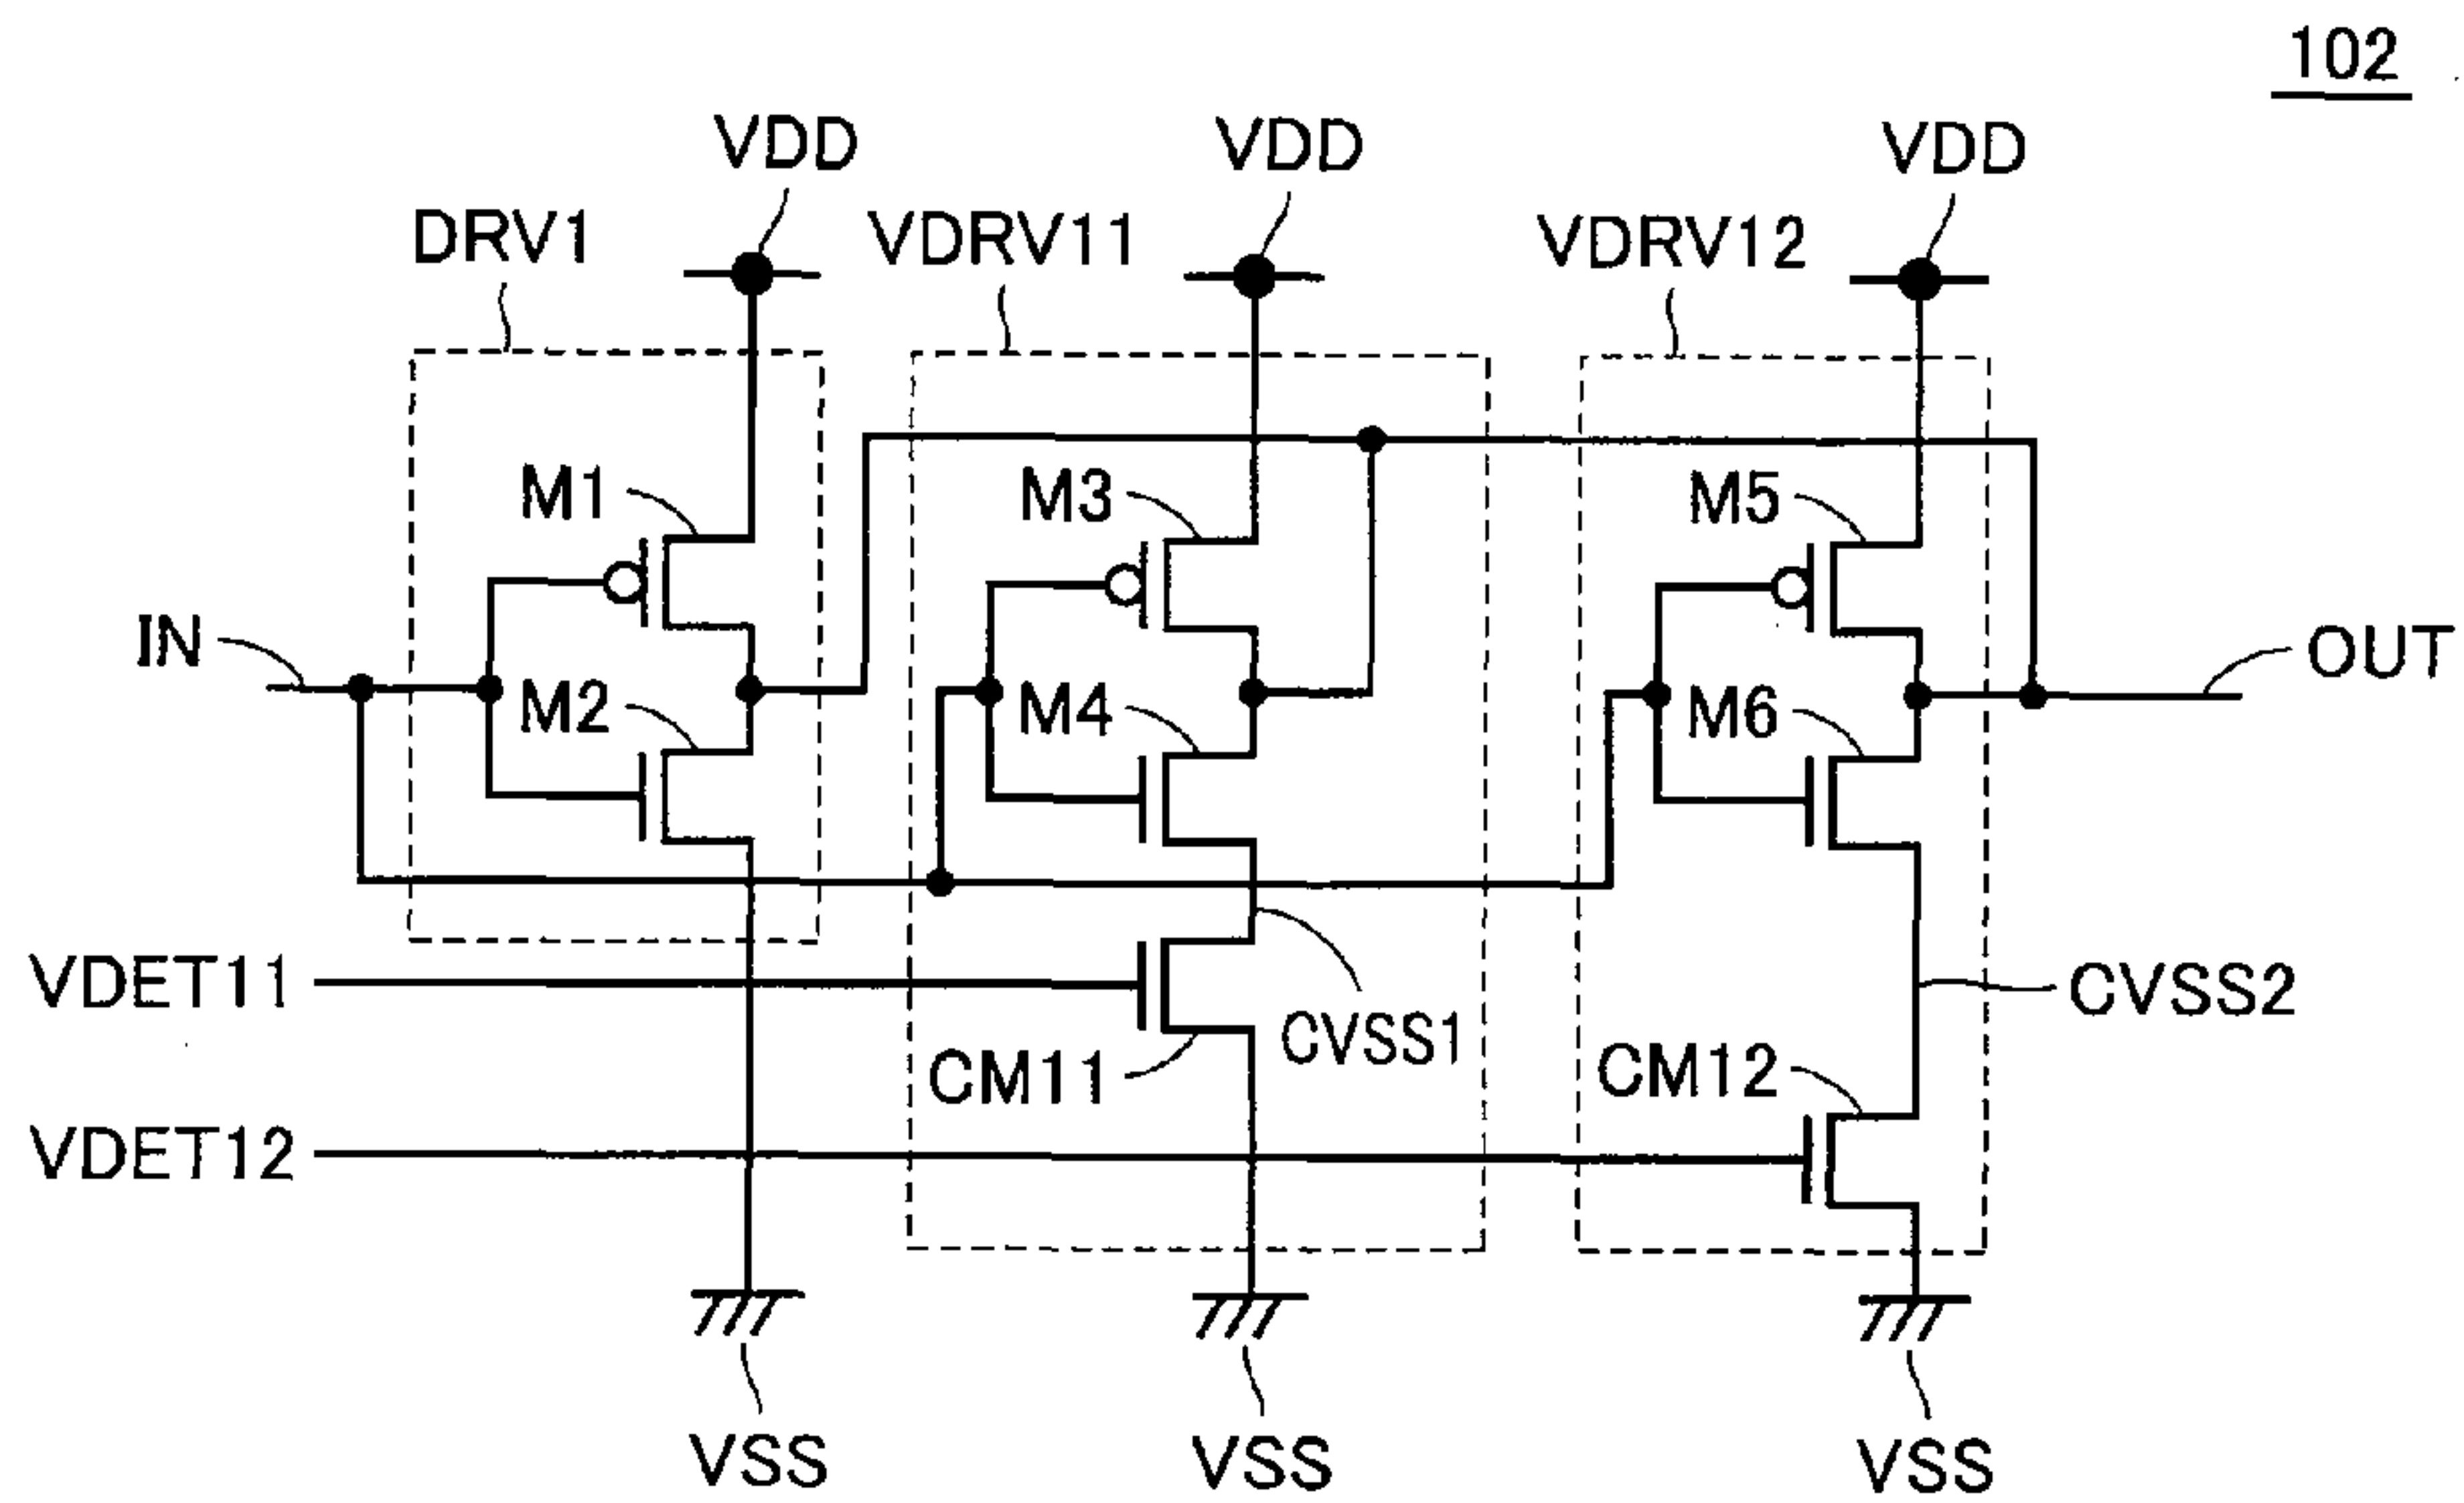 102
VDD
VDD
VDD
DRV1
VDRV11
VDRV12
M1
M3
M5
IN
OUT
M2
M4
M6
VDET11
CVSS2
CVSS1
CM11
CM12
VDET12
VSS
VSS
VSS